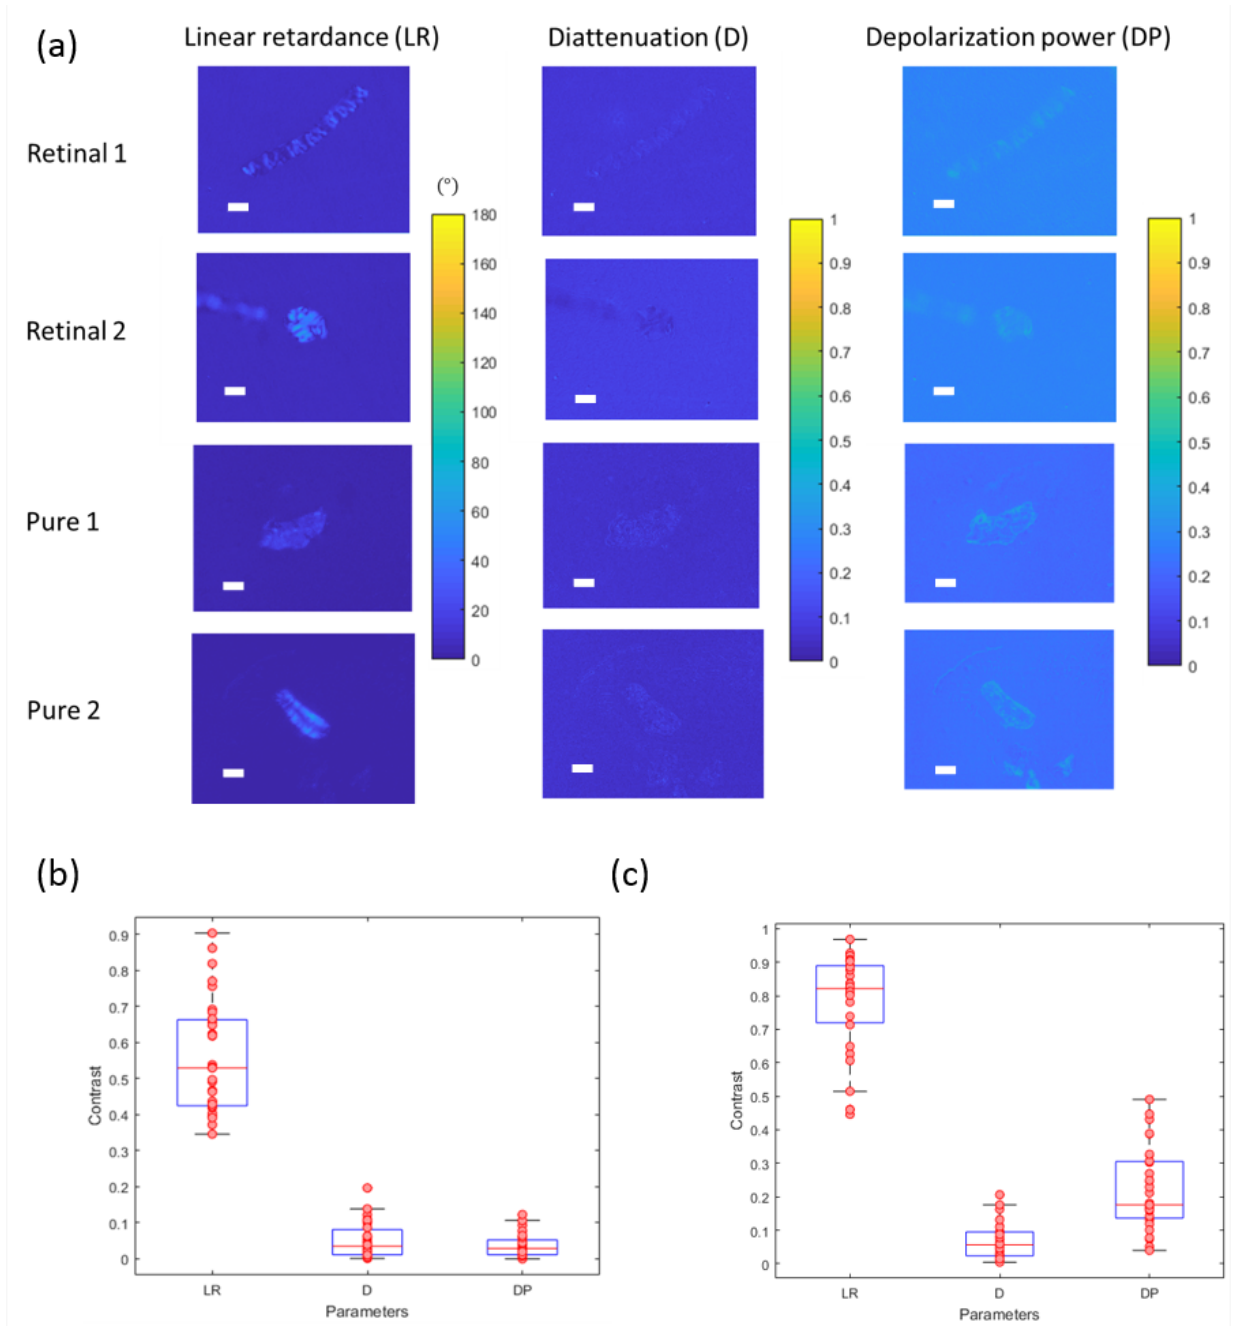 (a)
Linear retardance (LR)
Diattenuation (D)
Depolarization power (DP)
Retinal 1
Retinal 2
Pure 1
Pure 2
(°)
180
160
140
120
100
80
60
40
20
0
1
0.9
0.8
0.7
0.6
0.5
0.4
0.3
0.2
0.1
0
1
0.9
0.8
0.7
0.6
0.5
0.4
0.3
0.2
0.1
0
(b)
0.9
0.8
0.7
0.6
0.5
0.4
0.3
0.2
0.1
0
Contrast
LR
D
DP
Parameters
(c)
1
0.9
0.8
0.7
0.6
0.5
0.4
0.3
0.2
0.1
0
Contrast
LR
D
DP
Parameters